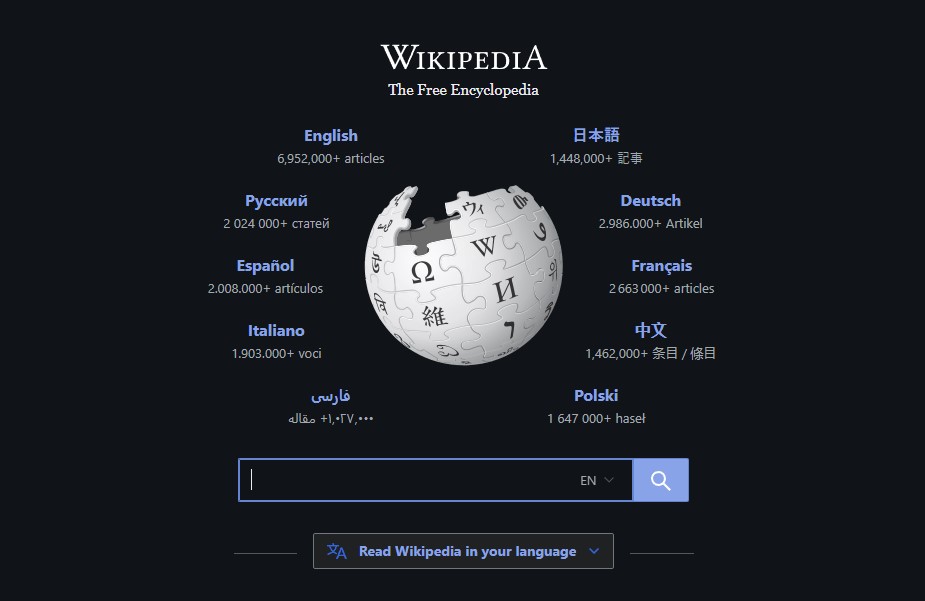 WIKIPEDIA
The Free Encyclopedia
English
6,952,000+ articles
日本語
1,448,000+ 記事
Русский
2 024 000+ статей
Deutsch
2.986.000+ Artikel
Español
2.008.000+ artículos
Français
2 663 000+ articles
Italiano
1.903.000+ voci
中文
1,462,000+ 条目 / 條目
فارسی
۱٬۰۲۷٬۰۰۰+ مقاله
Polski
1 647 000+ haseł
ウィ
W
Ω
И
維
EN
Read Wikipedia in your language